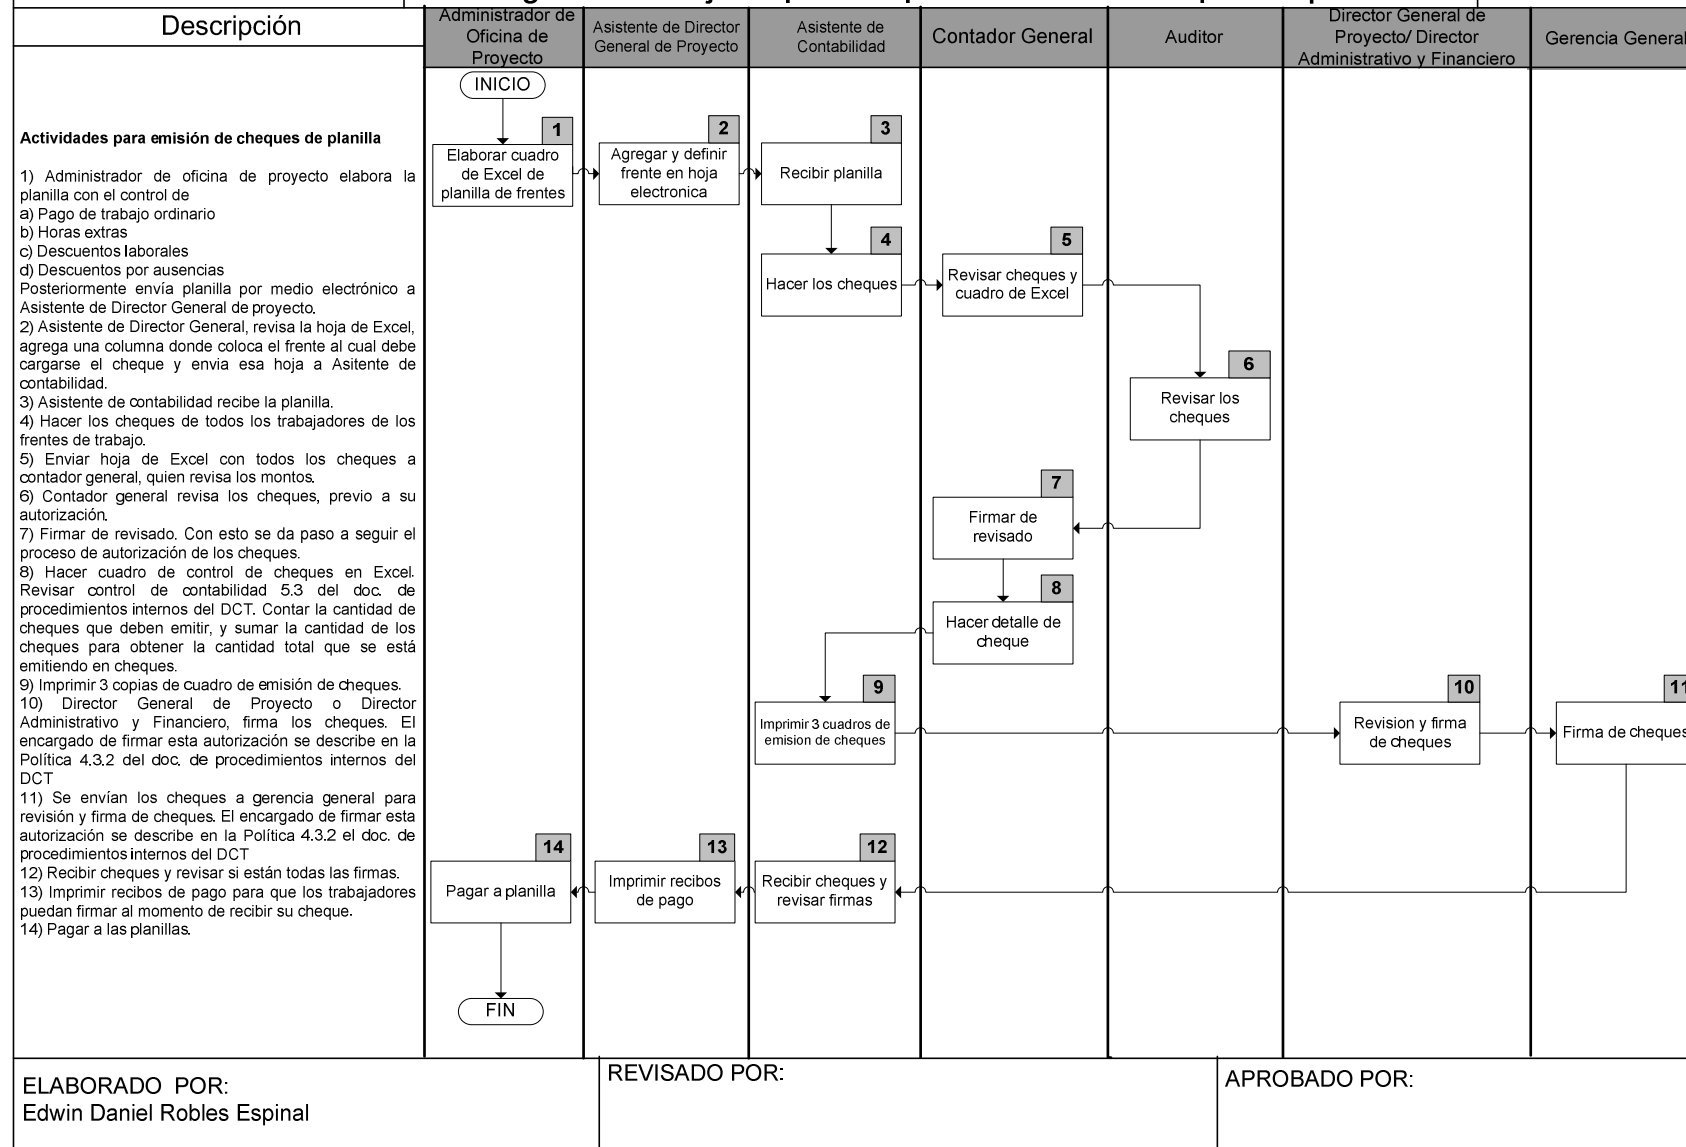 Descripción
Administrador de
Oficina de
Proyecto
Asistente de Director
General de Proyecto
Asistente de
Contabilidad
Contador General
Auditor
Director General de
Proyecto/ Director
Administrativo y Financiero
Gerencia General
Actividades para emisión de cheques de planilla
1) Administrador de oficina de proyecto elabora la
planilla con el control de
a) Pago de trabajo ordinario
b) Horas extras
c) Descuentos laborales
d) Descuentos por ausencias
Posteriormente envía planilla por medio electrónico a
Asistente de Director General de proyecto.
2) Asistente de Director General, revisa la hoja de Excel,
agrega una columna donde coloca el frente al cual debe
cargarse el cheque y envia esa hoja a Asitente de
contabilidad.
3) Asistente de contabilidad recibe la planilla.
4) Hacer los cheques de todos los trabajadores de los
frentes de trabajo.
5) Enviar hoja de Excel con todos los cheques a
contador general, quien revisa los montos.
6) Contador general revisa los cheques, previo a su
autorización.
7) Firmar de revisado. Con esto se da paso a seguir el
proceso de autorización de los cheques.
8) Hacer cuadro de control de cheques en Excel.
Revisar control de contabilidad 5.3 del doc. de
procedimientos internos del DCT. Contar la cantidad de
cheques que deben emitir, y sumar la cantidad de los
cheques para obtener la cantidad total que se está
emitiendo en cheques.
9) Imprimir 3 copias de cuadro de emisión de cheques.
10) Director General de Proyecto o Director
Administrativo y Financiero, firma los cheques. El
encargado de firmar esta autorización se describe en la
Política 4.3.2 del doc. de procedimientos internos del
DCT
11) Se envían los cheques a gerencia general para
revisión y firma de cheques. El encargado de firmar esta
autorización se describe en la Política 4.3.2 el doc. de
procedimientos internos del DCT
12) Recibir cheques y revisar si están todas las firmas.
13) Imprimir recibos de pago para que los trabajadores
puedan firmar al momento de recibir su cheque.
14) Pagar a las planillas.
INICIO
1
Elaborar cuadro
de Excel de
planilla de frentes
2
Agregar y definir
frente en hoja
electronica
3
Recibir planilla
4
Hacer los cheques
5
Revisar cheques y
cuadro de Excel
6
Revisar los
cheques
7
Firmar de
revisado
8
Hacer detalle de
cheque
9
Imprimir 3 cuadros de
emision de cheques
10
Revision y firma
de cheques
11
Firma de cheques
12
Recibir cheques y
revisar firmas
13
Imprimir recibos
de pago
14
Pagar a planilla
FIN
ELABORADO POR:
Edwin Daniel Robles Espinal
REVISADO POR:
APROBADO POR: